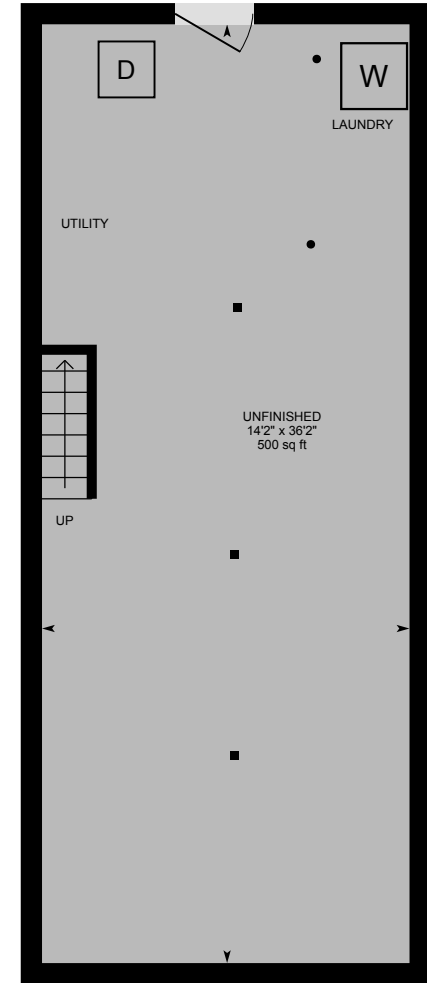 D
W
LAUNDRY
UTILITY
UNFINISHED
14'2" x 36'2"
500 sq ft
UP